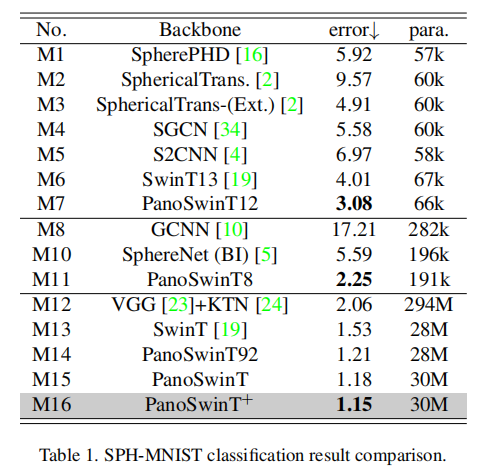 No. Backbone error↓ para.
M1 SpherePHD [16] 5.92 57k
M2 SphericalTrans. [2] 9.57 60k
M3 SphericalTrans-(Ext.) [2] 4.91 60k
M4 SGCN [34] 5.58 60k
M5 S2CNN [4] 6.97 58k
M6 SwinT13 [19] 4.01 67k
M7 PanoSwinT12 3.08 66k
M8 GCNN [10] 17.21 282k
M10 SphereNet (BI) [5] 5.59 196k
M11 PanoSwinT8 2.25 191k
M12 VGG [23]+KTN [24] 2.06 294M
M13 SwinT [19] 1.53 28M
M14 PanoSwinT92 1.21 28M
M15 PanoSwinT 1.18 30M
M16 PanoSwinT+ 1.15 30M
Table 1. SPH-MNIST classification result comparison.